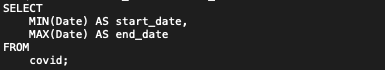 SELECT
    MIN(Date) AS start_date,
    MAX(Date) AS end_date
FROM
    covid;